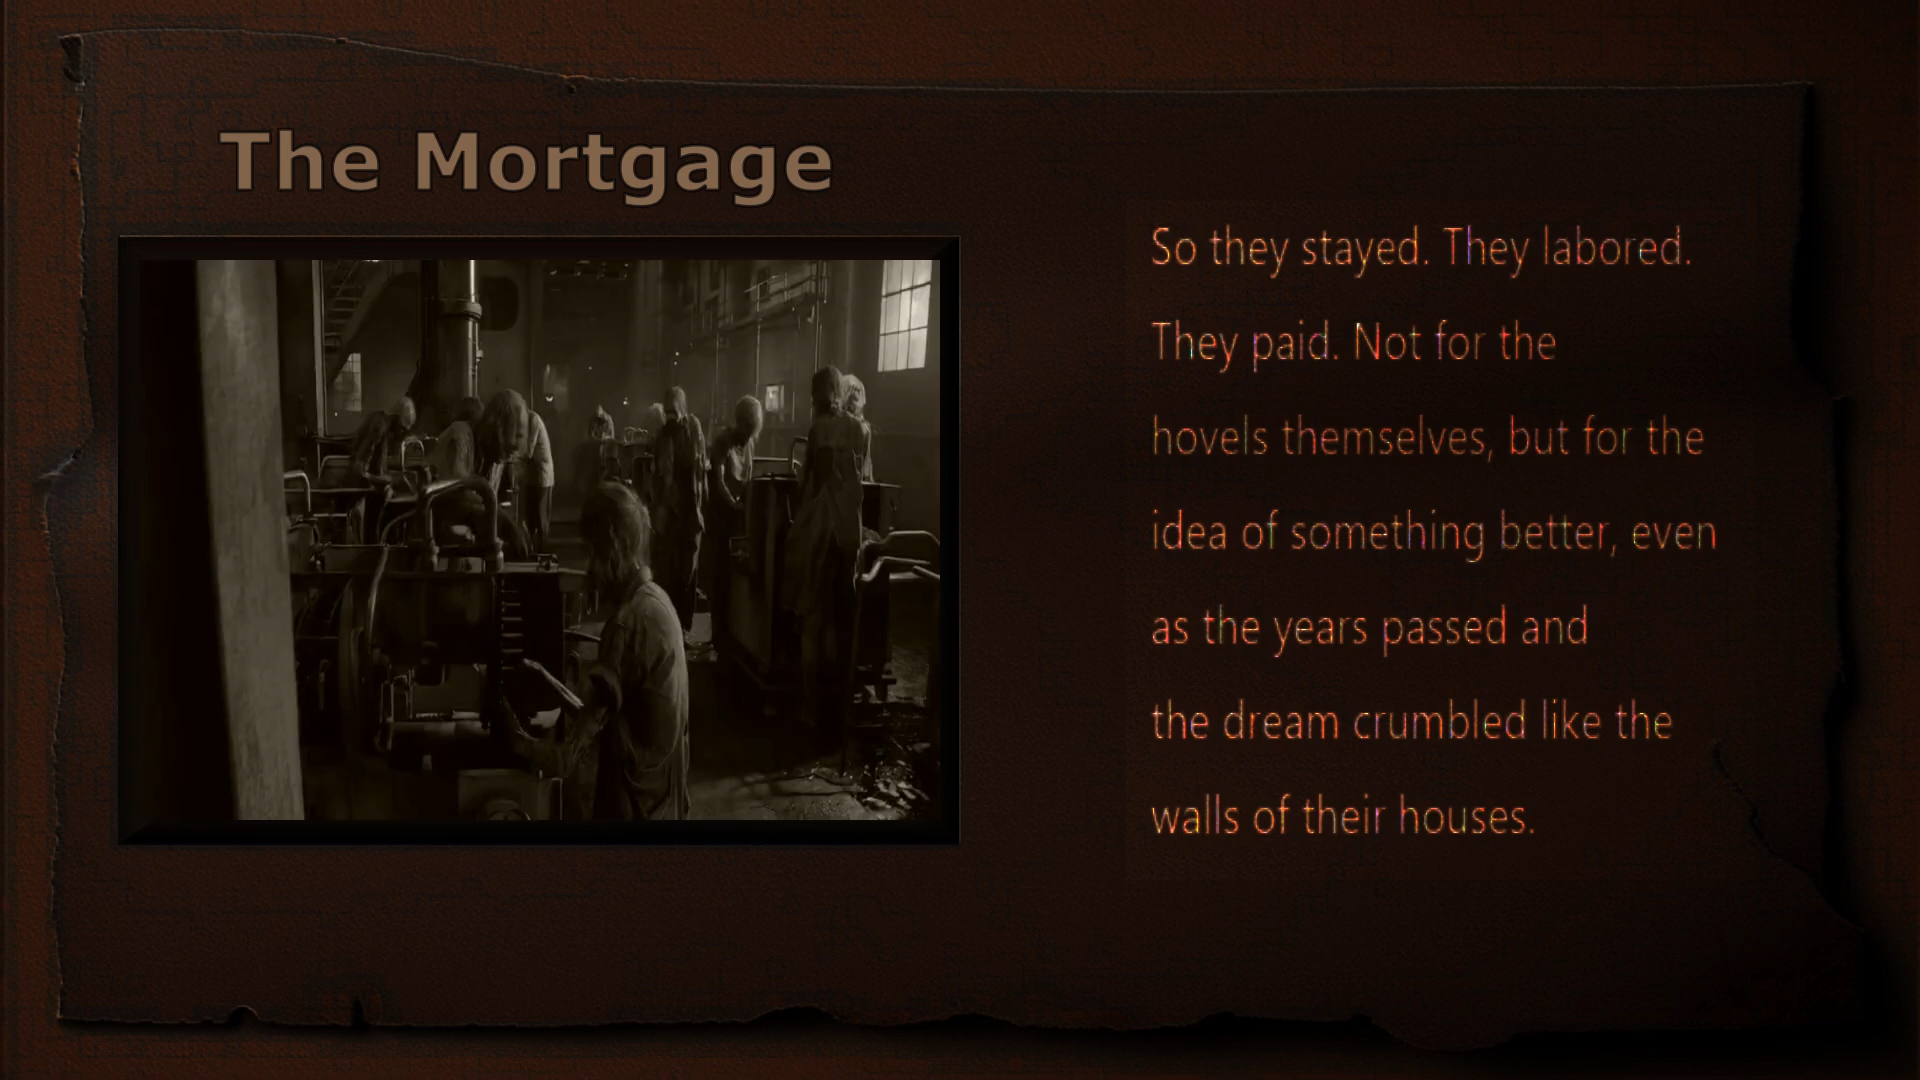 The Mortgage
So they stayed. They labored.
They paid. Not for the
hovels themselves, but for the
idea of something better, even
as the years passed and
the dream crumbled like the
walls of their houses.